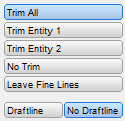 Trim All
Trim Entity 1
Trim Entity 2
No Trim
Leave Fine Lines
Draftline No Draftline